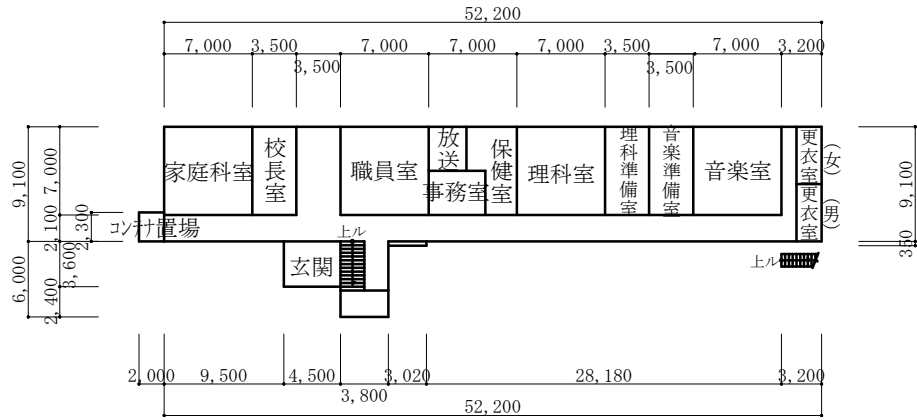 52,200
7,000 3,500 7,000 7,000 7,000 3,500 7,000 3,200
3,500 3,500
家庭科室
校長室
職員室
放送
事務室
保健室
理科室
理科準備室
音楽準備室
音楽室
更衣室
(女)
更衣室
(男)
コンテナ置場
上ル
玄関
上ル
9,100
7,000
2,100
2,300
3,600
6,000
2,400
9,100
350
2,000 9,500 4,500 3,020 28,180 3,200
3,800
52,200